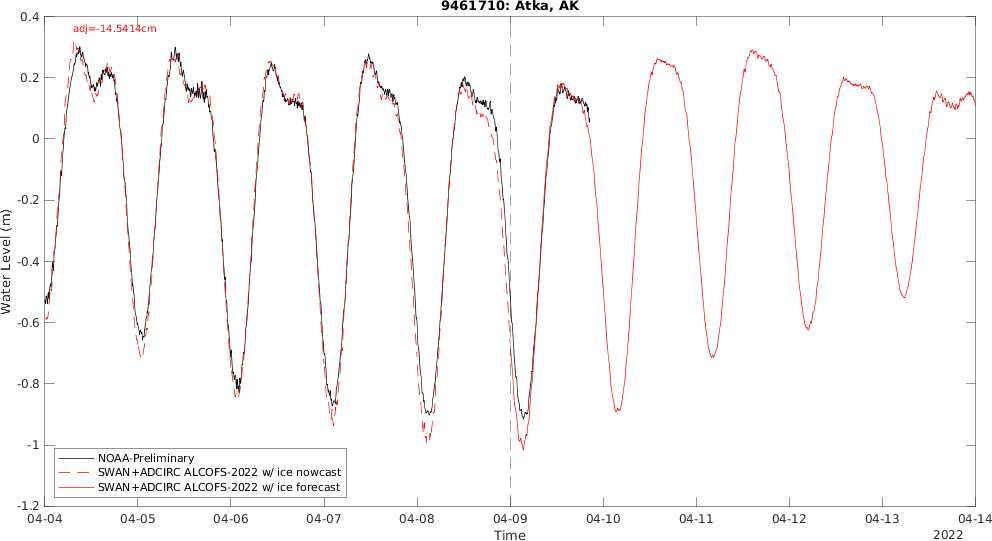 9461710: Atka, AK
adj=-14.5414cm
0.4
0.2
0
-0.2
-0.4
-0.6
-0.8
-1
-1.2
Water Level (m)
NOAA-Preliminary
SWAN+ADCIRC ALCOFS-2022 w/ ice nowcast
SWAN+ADCIRC ALCOFS-2022 w/ ice forecast
04-04 04-05 04-06 04-07 04-08 04-09 04-10 04-11 04-12 04-13 04-14
Time
2022